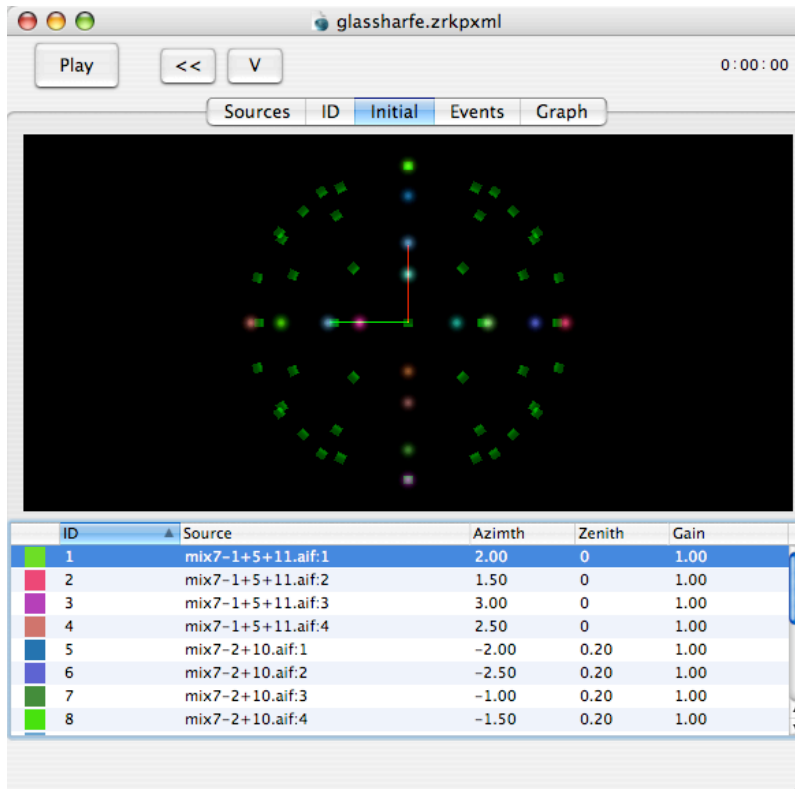 glassharfe.zrkpxml
Play << V 0:00:00
Sources ID Initial Events Graph
ID Source Azimth Zenith Gain
1 mix7-1+5+11.aif:1 2.00 0 1.00
2 mix7-1+5+11.aif:2 1.50 0 1.00
3 mix7-1+5+11.aif:3 3.00 0 1.00
4 mix7-1+5+11.aif:4 2.50 0 1.00
5 mix7-2+10.aif:1 -2.00 0.20 1.00
6 mix7-2+10.aif:2 -2.50 0.20 1.00
7 mix7-2+10.aif:3 -1.00 0.20 1.00
8 mix7-2+10.aif:4 -1.50 0.20 1.00